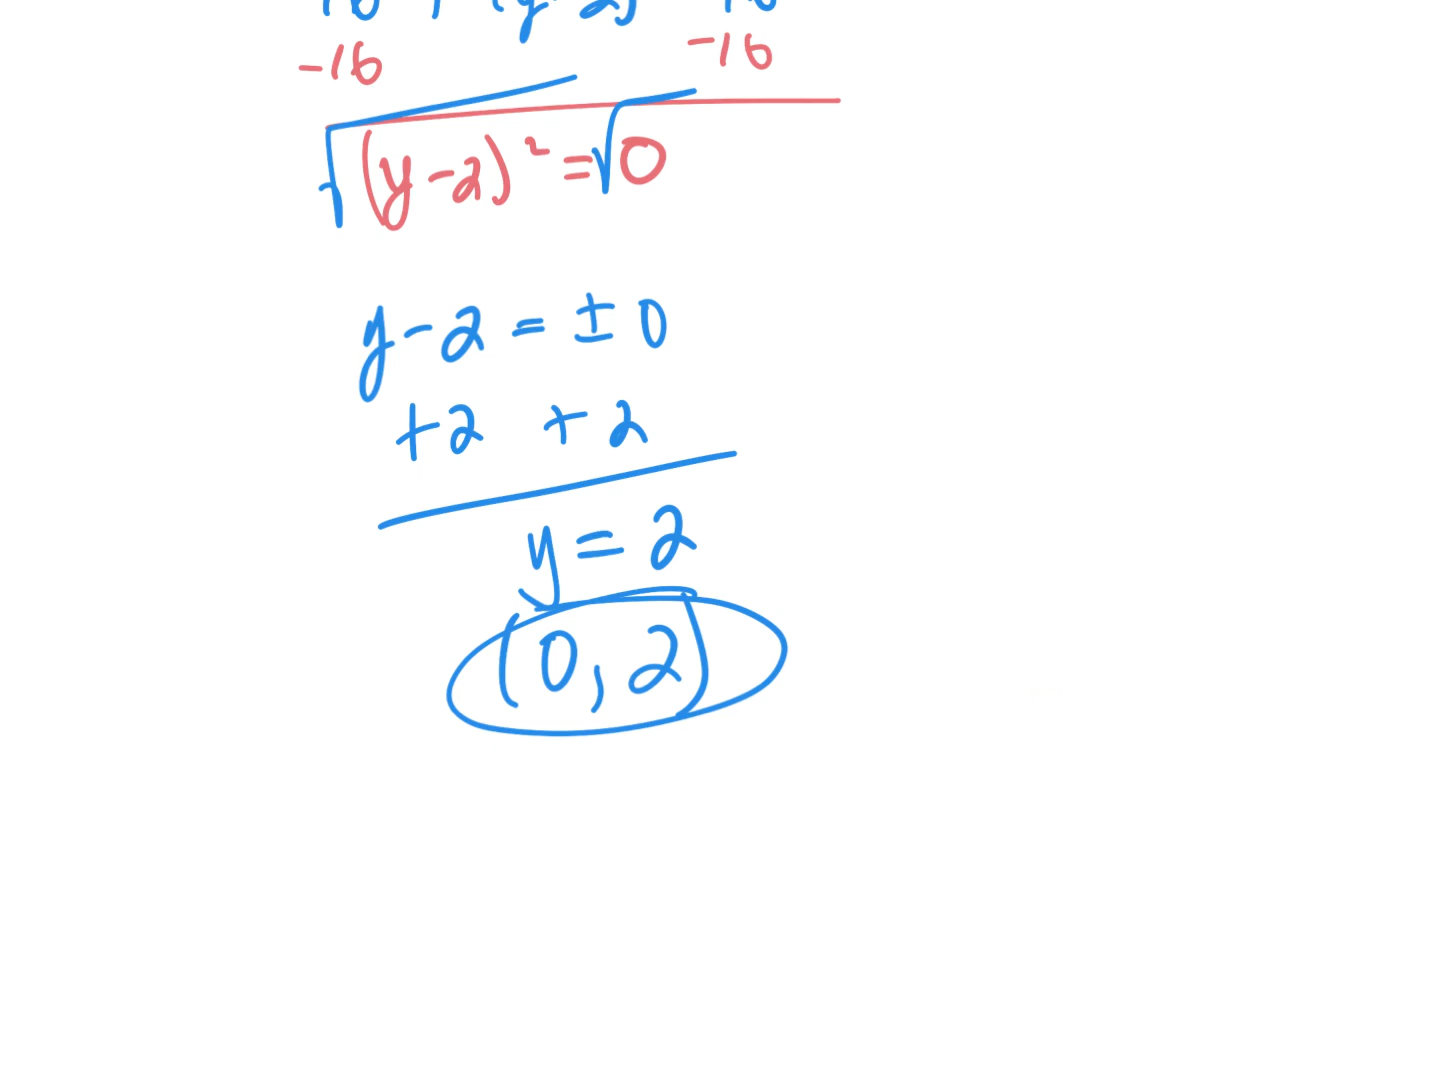 -16 -16
√(y-2)² = √0
y-2 = ± 0
+2 +2
y = 2
(0, 2)